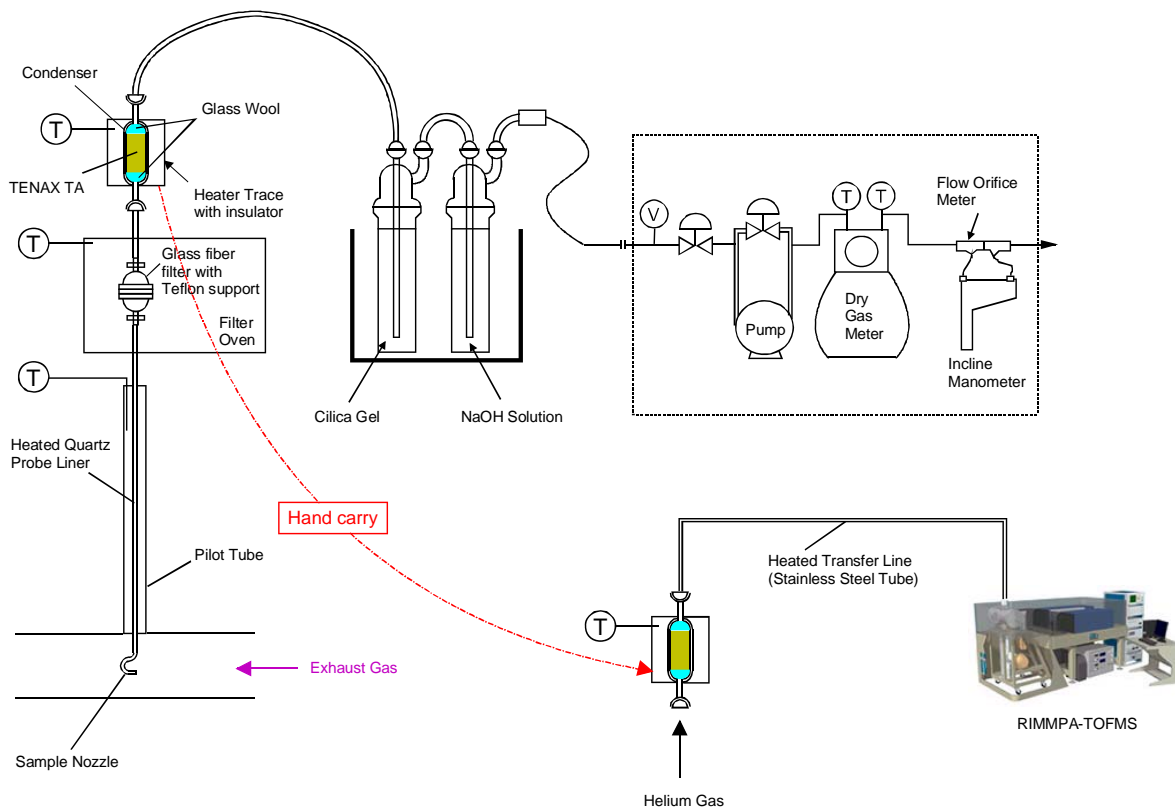 Condenser
Glass Wool
T
TENAX TA
Heater Trace
with insulator
T
Glass fiber
filter with
Teflon support
Filter
Oven
T
Heated Quartz
Probe Liner
Pilot Tube
Exhaust Gas
Sample Nozzle
Cilica Gel
NaOH Solution
V
Pump
T
T
Dry
Gas
Meter
Flow Orifice
Meter
Incline
Manometer
Hand carry
T
Heated Transfer Line
(Stainless Steel Tube)
Helium Gas
RIMMPA-TOFMS